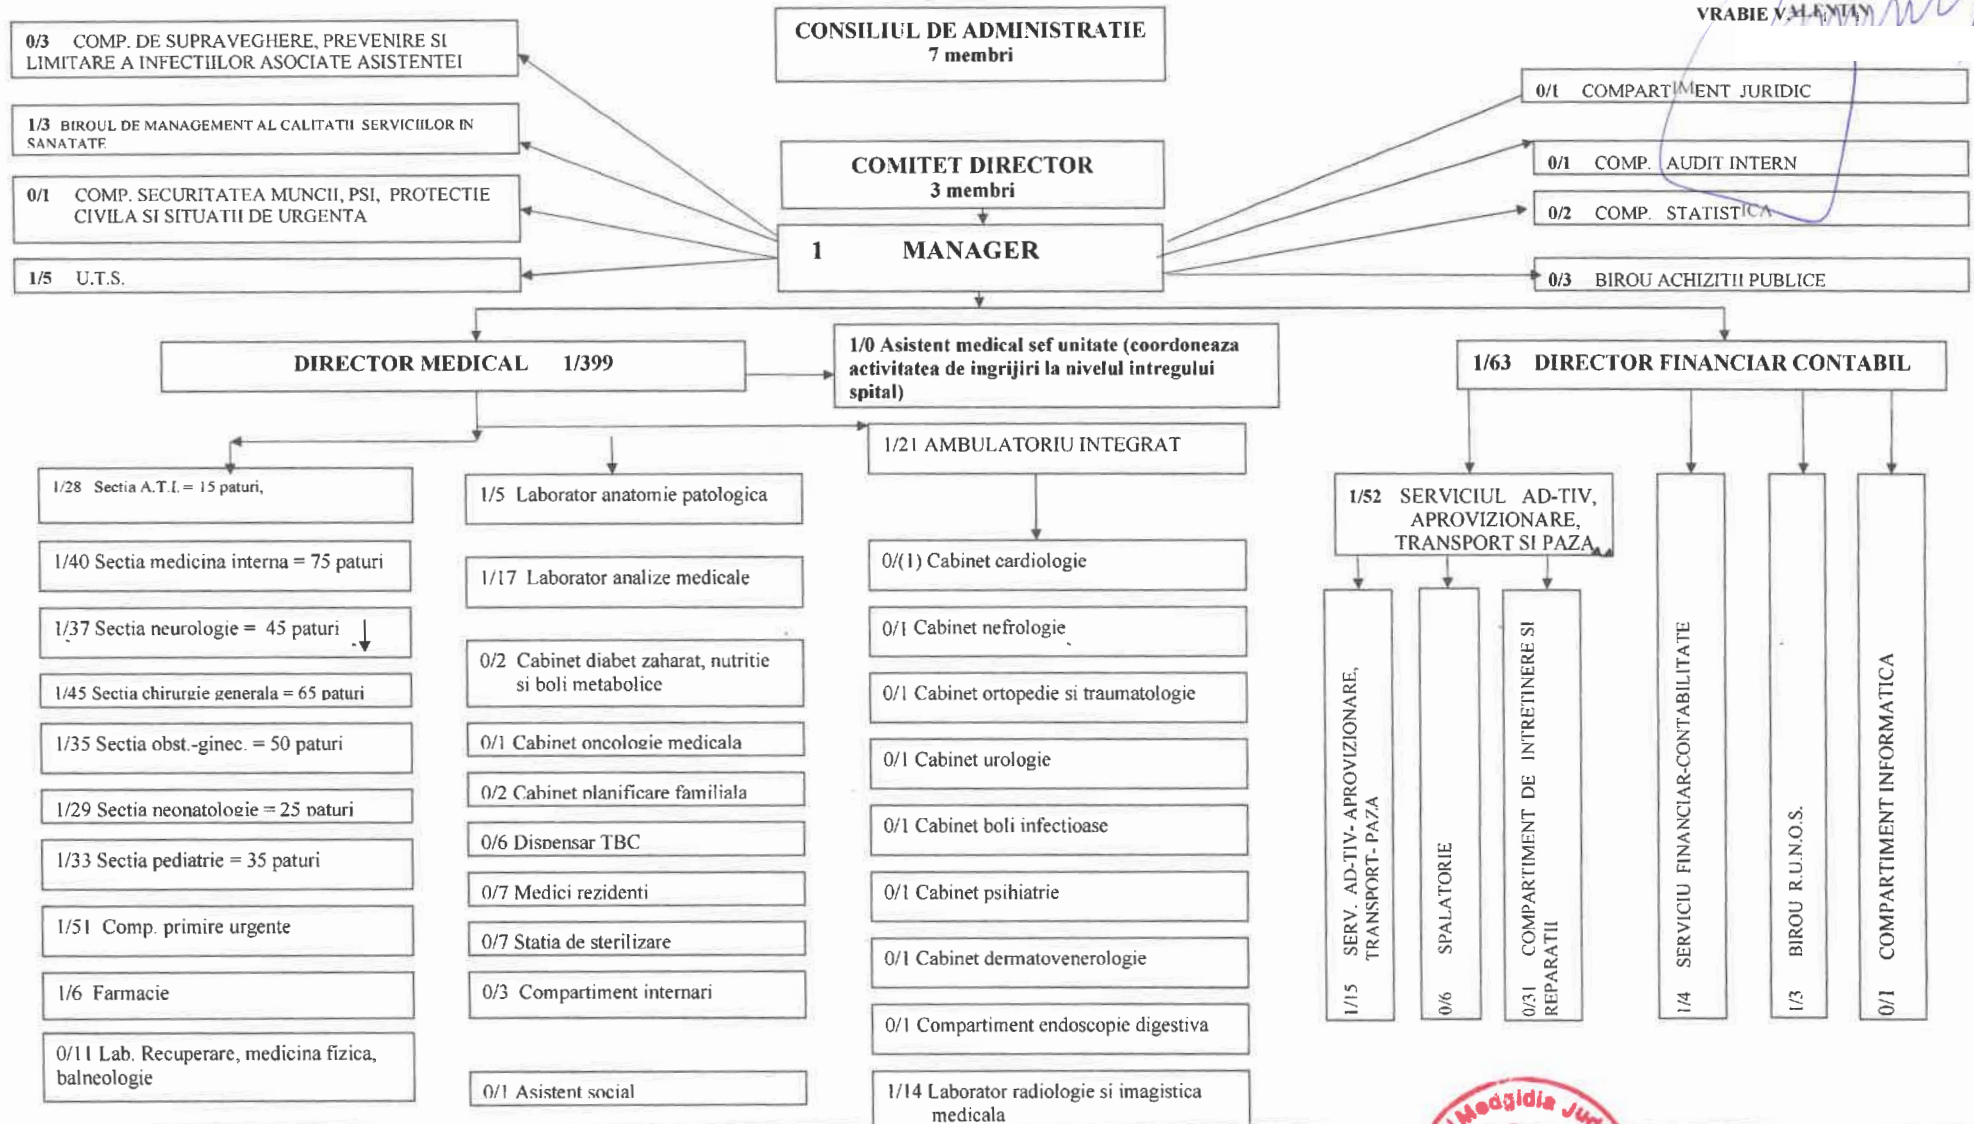 VRABIE VALENTIN
CONSILIUL DE ADMINISTRATIE
7 membri
0/3 COMP. DE SUPRAVEGHERE, PREVENIRE SI
LIMITARE A INFECTIILOR ASOCIATE ASISTENTEI
1/3 BIROUL DE MANAGEMENT AL CALITATII SERVICIILOR IN
SANATATE
0/1 COMP. SECURITATEA MUNCII, PSI, PROTECTIE
CIVILA SI SITUATII DE URGENTA
1/5 U.T.S.
COMITET DIRECTOR
3 membri
1 MANAGER
0/1 COMPARTIMENT JURIDIC
0/1 COMP. AUDIT INTERN
0/2 COMP. STATISTICA
0/3 BIROU ACHIZITII PUBLICE
DIRECTOR MEDICAL 1/399
1/0 Asistent medical sef unitate (coordoneaza
activitatea de ingrijiri la nivelul intregului
spital)
1/63 DIRECTOR FINANCIAR CONTABIL
1/28 Sectia A.T.I. = 15 paturi,
1/40 Sectia medicina interna = 75 paturi
1/37 Sectia neurologie = 45 paturi
1/45 Sectia chirurgie generala = 65 paturi
1/35 Sectia obst.-ginec. = 50 paturi
1/29 Sectia neonatologie = 25 paturi
1/33 Sectia pediatrie = 35 paturi
1/51 Comp. primire urgente
1/6 Farmacie
0/11 Lab. Recuperare, medicina fizica,
balneologie
1/5 Laborator anatomie patologica
1/17 Laborator analize medicale
0/2 Cabinet diabet zaharat, nutritie
si boli metabolice
0/1 Cabinet oncologie medicala
0/2 Cabinet planificare familiala
0/6 Dispensar TBC
0/7 Medici rezidenti
0/7 Statia de sterilizare
0/3 Compartiment internari
0/1 Asistent social
1/21 AMBULATORIU INTEGRAT
0/(1) Cabinet cardiologie
0/1 Cabinet nefrologie
0/1 Cabinet ortopedie si traumatologie
0/1 Cabinet urologie
0/1 Cabinet boli infectioase
0/1 Cabinet psihiatrie
0/1 Cabinet dermatovenerologie
0/1 Compartiment endoscopie digestiva
1/14 Laborator radiologie si imagistica
medicala
1/52 SERVICIUL AD-TIV,
APROVIZIONARE,
TRANSPORT SI PAZA
1/15 SERV. AD-TIV- APROVIZIONARE,
TRANSPORT- PAZA
0/6 SPALATORIE
0/31 COMPARTIMENT DE INTRETINERE SI
REPARATII
1/4 SERVICIU FINANCIAR-CONTABILITATE
1/3 BIROU R.U.N.O.S.
0/1 COMPARTIMENT INFORMATICA
Medgidia